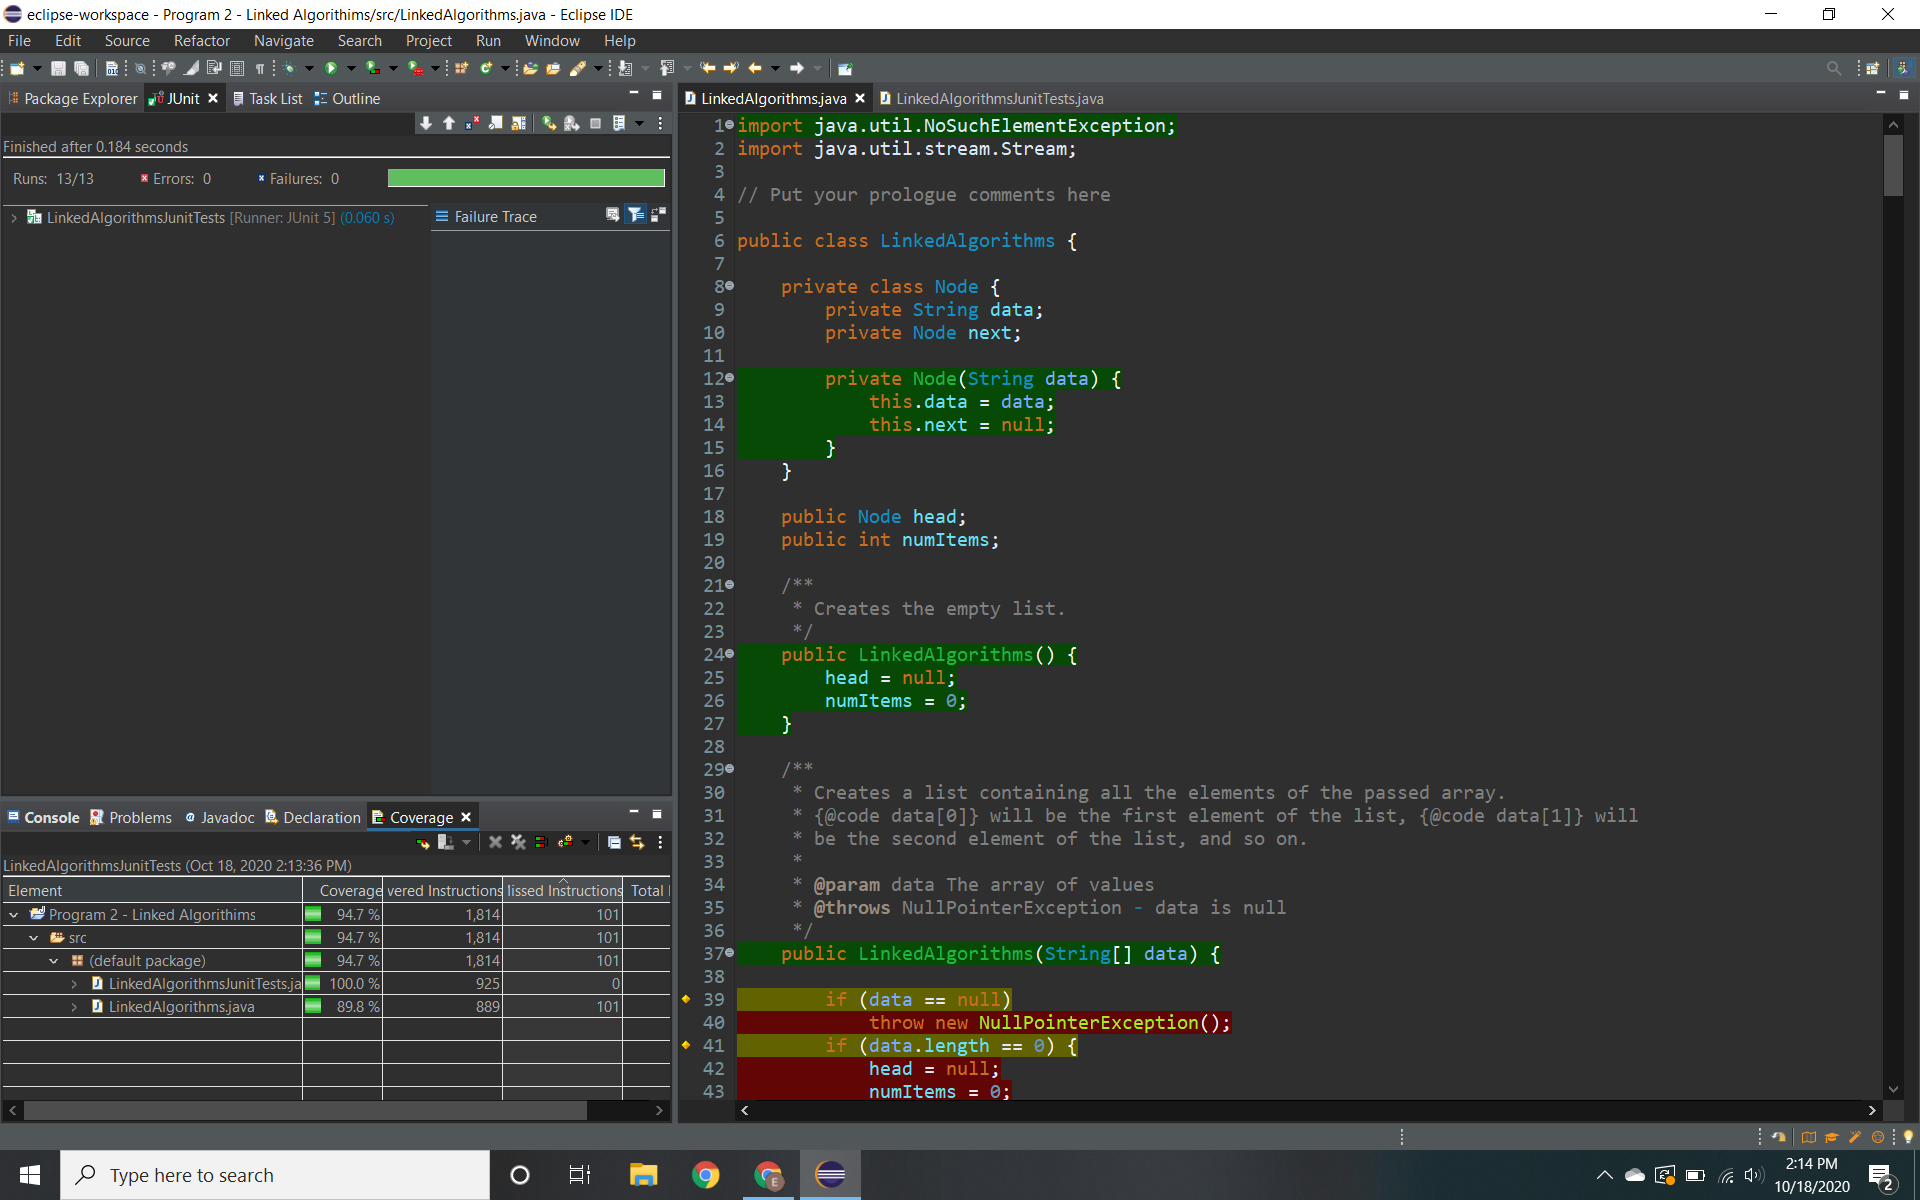 eclipse-workspace - Program 2 - Linked Algorithims/src/LinkedAlgorithms.java - Eclipse IDE
File Edit Source Refactor Navigate Search Project Run Window Help
Package Explorer JUnit Task List Outline
Finished after 0.184 seconds
Runs: 13/13 Errors: 0 Failures: 0
LinkedAlgorithmsJunitTests [Runner: JUnit 5] (0.060 s)
Failure Trace
LinkedAlgorithms.java LinkedAlgorithmsJunitTests.java
1 import java.util.NoSuchElementException;
2 import java.util.stream.Stream;
3
4 // Put your prologue comments here
5
6 public class LinkedAlgorithms {
7
8 private class Node {
9 private String data;
10 private Node next;
11
12 private Node(String data) {
13 this.data = data;
14 this.next = null;
15 }
16 }
17
18 public Node head;
19 public int numItems;
20
21 /**
22 * Creates the empty list.
23 */
24 public LinkedAlgorithms() {
25 head = null;
26 numItems = 0;
27 }
28
29 /**
30 * Creates a list containing all the elements of the passed array.
31 * {@code data[0]} will be the first element of the list, {@code data[1]} will
32 * be the second element of the list, and so on.
33 *
34 * @param data The array of values
35 * @throws NullPointerException - data is null
36 */
37 public LinkedAlgorithms(String[] data) {
38
39 if (data == null)
40 throw new NullPointerException();
41 if (data.length == 0) {
42 head = null;
43 numItems = 0;
Console Problems @ Javadoc Declaration Coverage
LinkedAlgorithmsJunitTests (Oct 18, 2020 2:13:36 PM)
Element Coverage vered Instructions lissed Instructions Total
Program 2 - Linked Algorithims 94.7 % 1,814 101
src 94.7 % 1,814 101
(default package) 94.7 % 1,814 101
LinkedAlgorithmsJunitTests.ja 100.0 % 925 0
LinkedAlgorithms.java 89.8 % 889 101
Type here to search
E
2:14 PM
10/18/2020
2